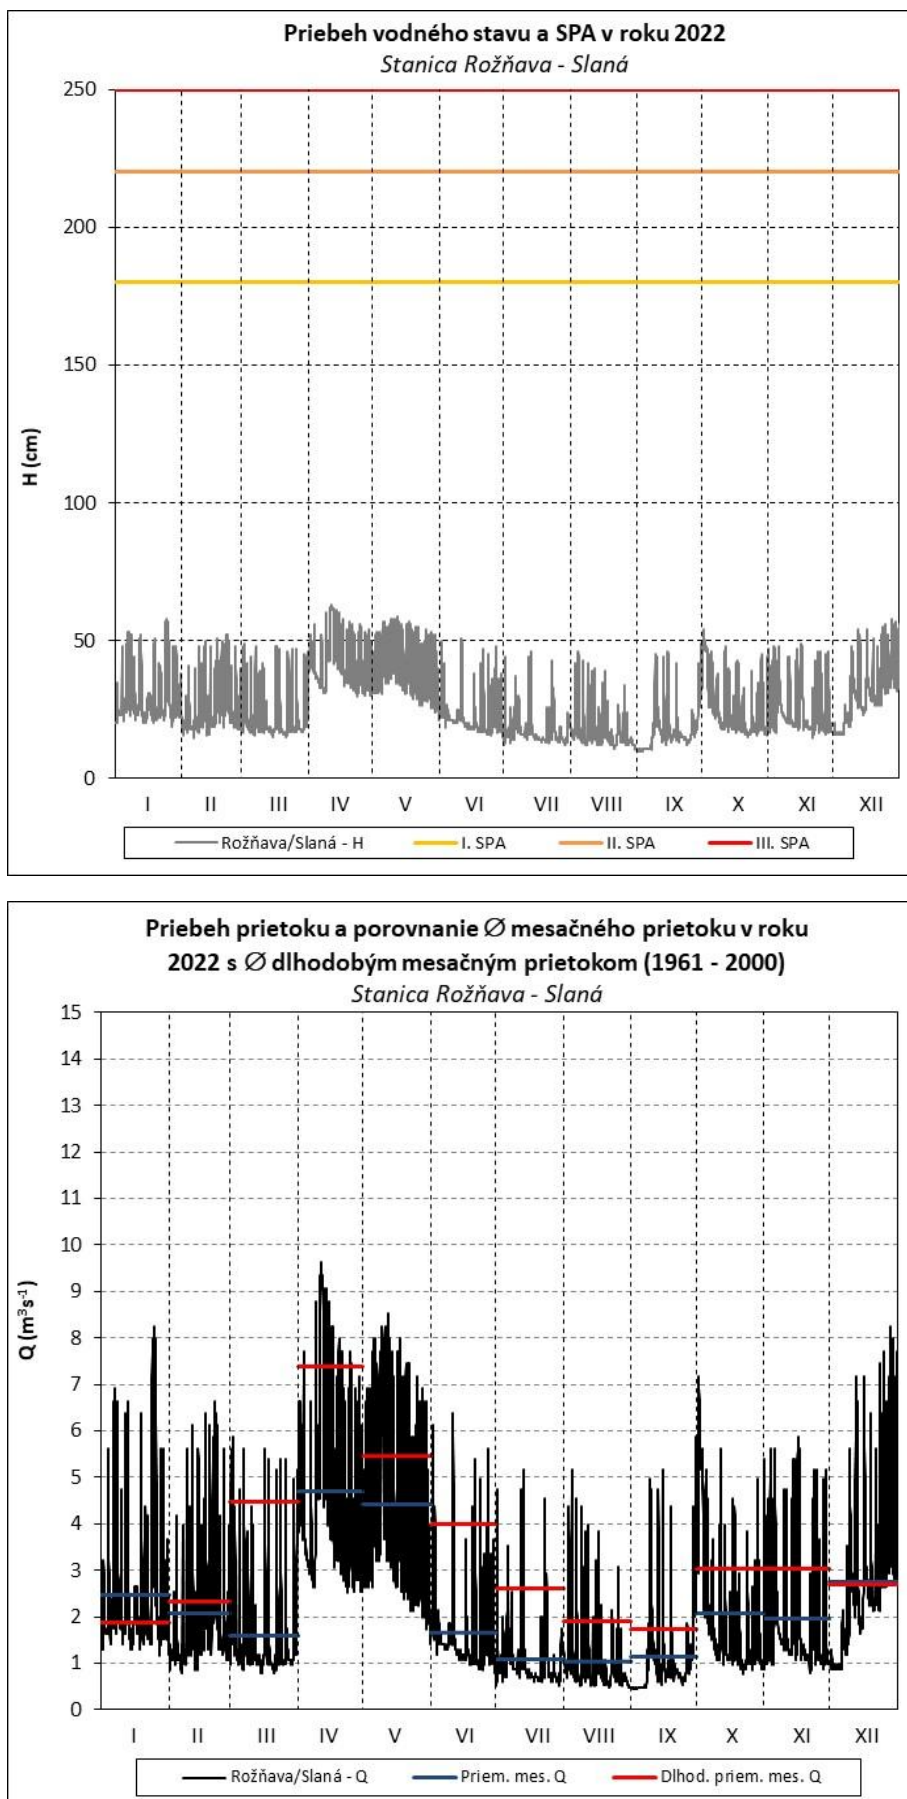 Priebeh vodného stavu a SPA v roku 2022
Stanica Rožňava - Slaná
250
200
150
100
50
0
H (cm)
I II III IV V VI VII VIII IX X XI XII
Rožňava/Slaná - H I. SPA II. SPA III. SPA
Priebeh prietoku a porovnanie Ø mesačného prietoku v roku
2022 s Ø dlhodobým mesačným prietokom (1961 - 2000)
Stanica Rožňava - Slaná
15
14
13
12
11
10
9
8
7
6
5
4
3
2
1
0
Q (m³s⁻¹)
I II III IV V VI VII VIII IX X XI XII
Rožňava/Slaná - Q Priem. mes. Q Dlhod. priem. mes. Q